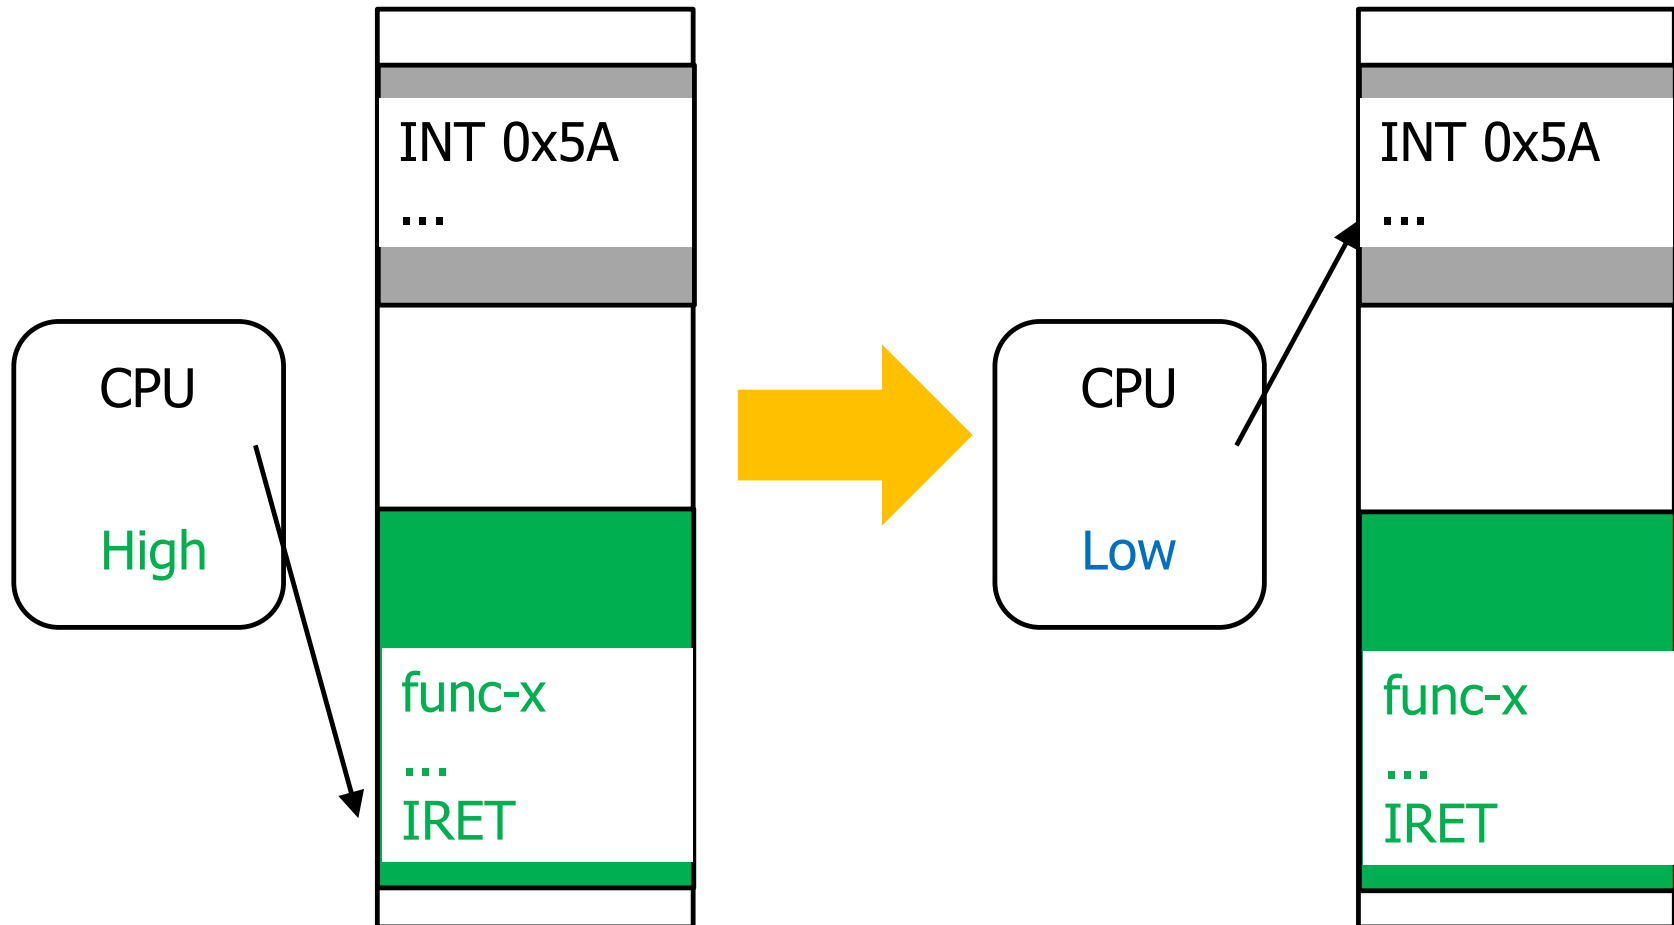 INT 0x5A
...
CPU
High
func-x
...
IRET
INT 0x5A
...
CPU
Low
func-x
...
IRET